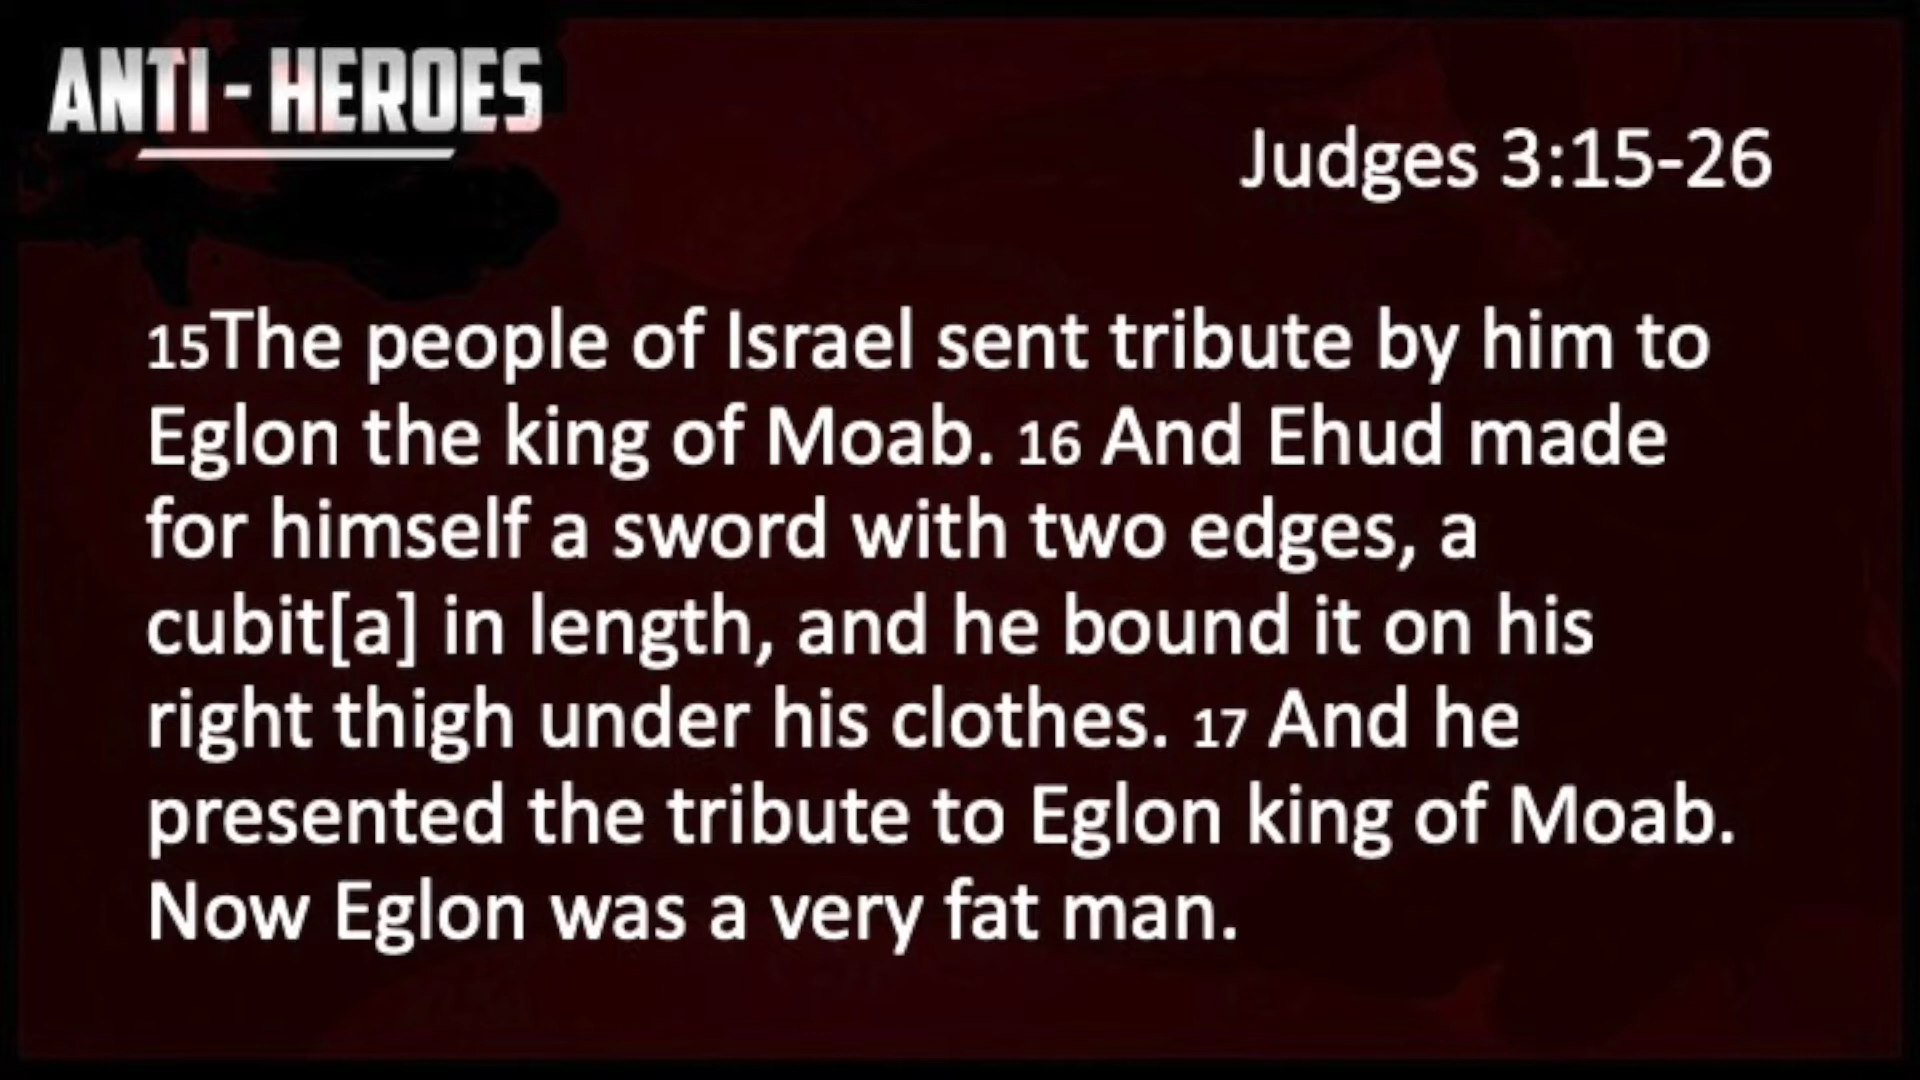 ANTI - HEROES
Judges 3:15-26
15The people of Israel sent tribute by him to
Eglon the king of Moab. 16 And Ehud made
for himself a sword with two edges, a
cubit[a] in length, and he bound it on his
right thigh under his clothes. 17 And he
presented the tribute to Eglon king of Moab.
Now Eglon was a very fat man.